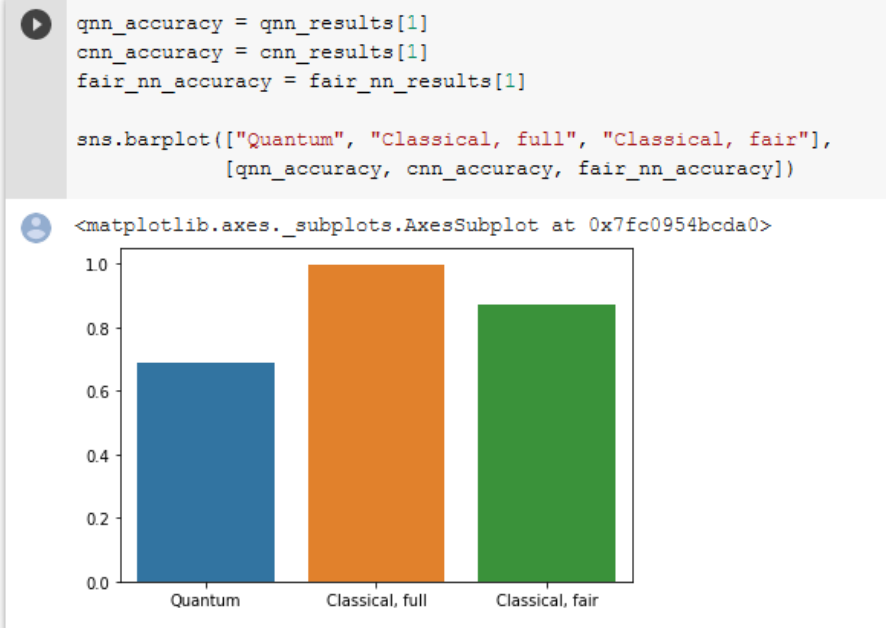 qnn_accuracy = qnn_results[1]
cnn_accuracy = cnn_results[1]
fair_nn_accuracy = fair_nn_results[1]
sns.barplot(["Quantum", "Classical, full", "Classical, fair"],
[qnn_accuracy, cnn_accuracy, fair_nn_accuracy])
<matplotlib.axes._subplots.AxesSubplot at 0x7fc0954bcda0>
1.0
0.8
0.6
0.4
0.2
0.0
Quantum Classical, full Classical, fair